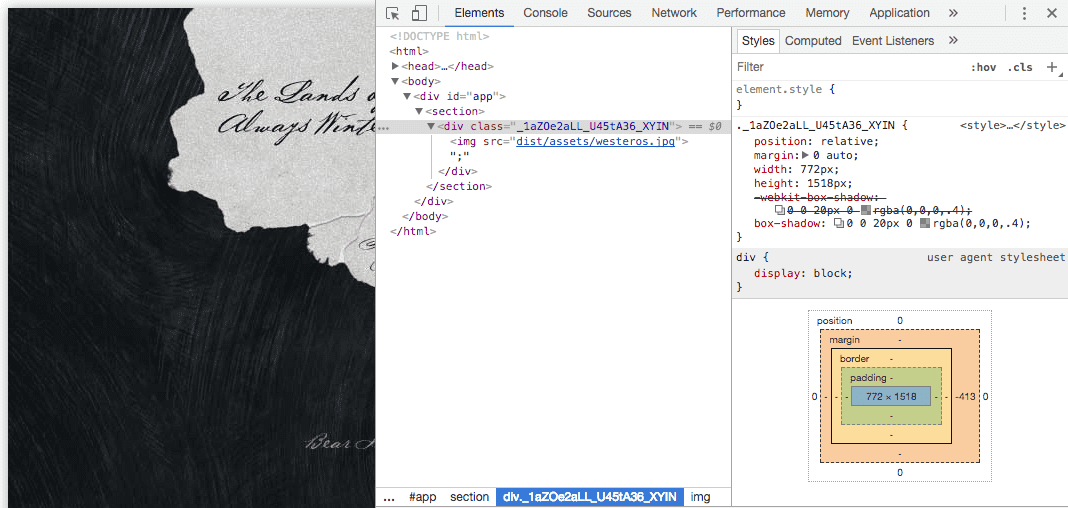 The Lands o
Always Winte
Bear
Elements Console Sources Network Performance Memory Application »
<!DOCTYPE html>
<html>
<head>…</head>
<body>
<div id="app">
<section>
… <div class="_1aZOe2aLL_U45tA36_XYIN"> == $0
<img src="dist/assets/westeros.jpg">
";"
</div>
</section>
</div>
</body>
</html>
... #app section div._1aZOe2aLL_U45tA36_XYIN img
Styles Computed Event Listeners »
Filter :hov .cls +
element.style {
}
._1aZOe2aLL_U45tA36_XYIN { <style>…</style>
position: relative;
margin: 0 auto;
width: 772px;
height: 1518px;
-webkit-box-shadow:
0 0 20px 0 rgba(0,0,0,.4);
box-shadow: 0 0 20px 0 rgba(0,0,0,.4);
}
div { user agent stylesheet
display: block;
}
position 0
margin -
border -
padding -
0 - - - 772 × 1518 - - -413 0
-
-
-
0